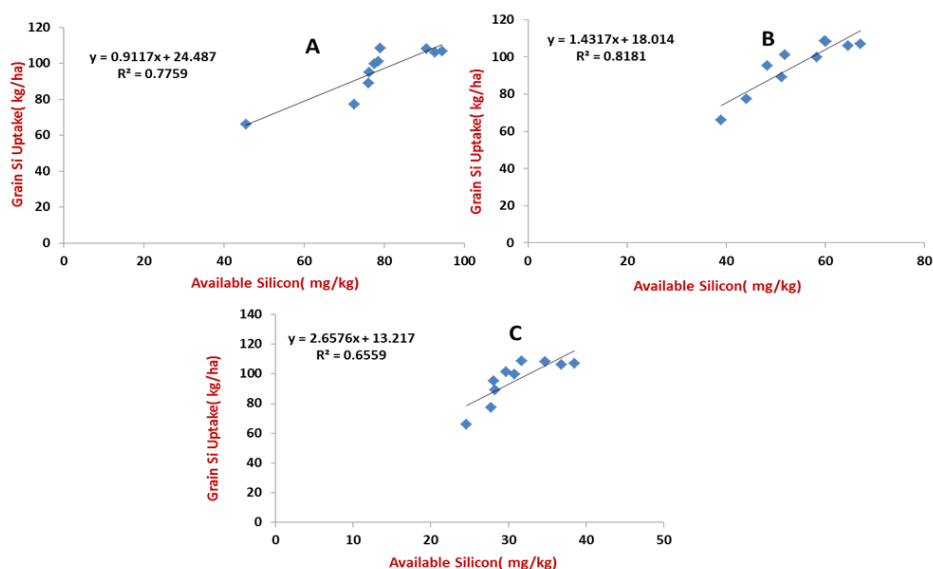 A
y = 0.9117x + 24.487
R² = 0.7759
Grain Si Uptake( kg/ha)
120
100
80
60
40
20
0
0 20 40 60 80 100
Available Silicon( mg/kg)
B
y = 1.4317x + 18.014
R² = 0.8181
Grain Si Uptake( kg/ha)
120
100
80
60
40
20
0
0 20 40 60 80
Available Silicon( mg/kg)
C
y = 2.6576x + 13.217
R² = 0.6559
Grain Si Uptake( kg/ha)
140
120
100
80
60
40
20
0
0 10 20 30 40 50
Available Silicon( mg/kg)